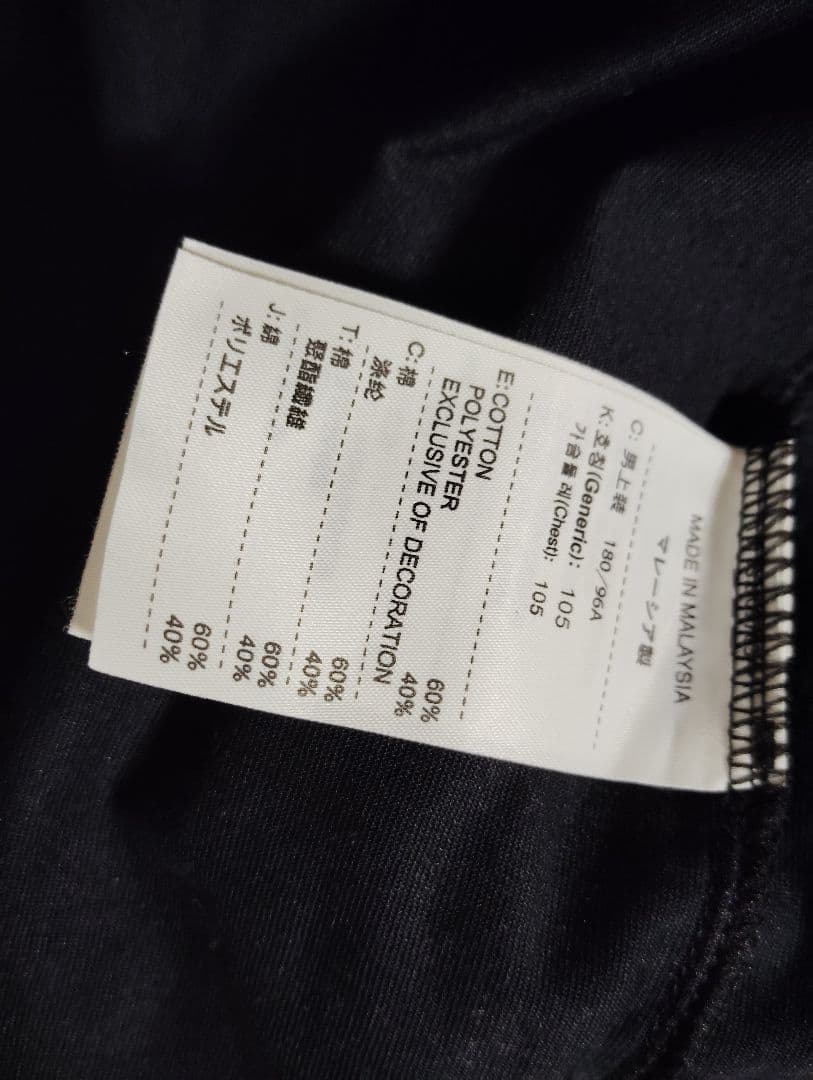 MADE IN MALAYSIA
マレーシア製
C: 男上装 180/96A
K: 호칭(Generic): 105
가슴둘레(Chest): 105
E: COTTON 60%
POLYESTER 40%
EXCLUSIVE OF DECORATION
C: 棉 60%
涤纶 40%
T: 棉 60%
聚酯纖維 40%
J: 綿 60%
ポリエステル 40%